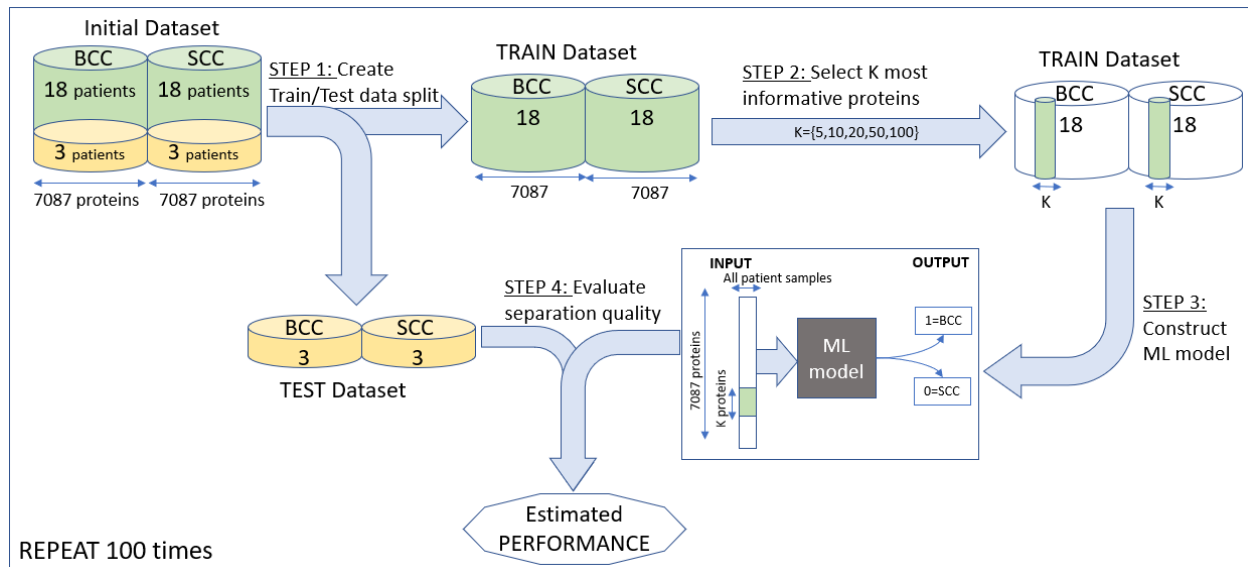 Initial Dataset
BCC
SCC
18 patients
18 patients
3 patients
3 patients
7087 proteins
7087 proteins
STEP 1: Create
Train/Test data split
TRAIN Dataset
BCC
SCC
18
18
7087
7087
STEP 2: Select K most
informative proteins
K={5,10,20,50,100}
TRAIN Dataset
BCC
SCC
18
18
K
K
STEP 3:
Construct
ML model
INPUT
OUTPUT
All patient samples
7087 proteins
K proteins
ML
model
1=BCC
0=SCC
STEP 4: Evaluate
separation quality
BCC
SCC
3
3
TEST Dataset
Estimated
PERFORMANCE
REPEAT 100 times